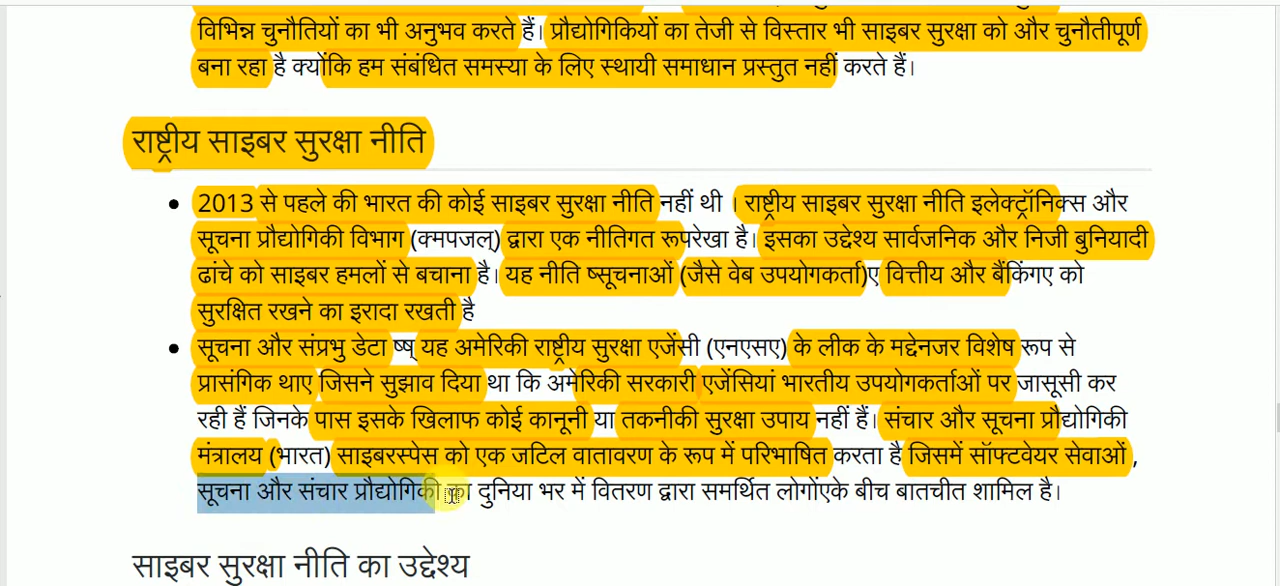 विभिन्न चुनौतियों का भी अनुभव करते हैं। प्रौद्योगिकियों का तेजी से विस्तार भी साइबर सुरक्षा को और चुनौतीपूर्ण
बना रहा है क्योंकि हम संबंधित समस्या के लिए स्थायी समाधान प्रस्तुत नहीं करते हैं।
राष्ट्रीय साइबर सुरक्षा नीति
• 2013 से पहले की भारत की कोई साइबर सुरक्षा नीति नहीं थी । राष्ट्रीय साइबर सुरक्षा नीति इलेक्ट्रॉनिक्स और
सूचना प्रौद्योगिकी विभाग (क्मपजल्) द्वारा एक नीतिगत रूपरेखा है। इसका उद्देश्य सार्वजनिक और निजी बुनियादी
ढांचे को साइबर हमलों से बचाना है। यह नीति ष्सूचनाओं (जैसे वेब उपयोगकर्ता)ए वित्तीय और बैंकिंगए को
सुरक्षित रखने का इरादा रखती है
• सूचना और संप्रभु डेटा ष्ष् यह अमेरिकी राष्ट्रीय सुरक्षा एजेंसी (एनएसए) के लीक के मद्देनजर विशेष रूप से
प्रासंगिक थाए जिसने सुझाव दिया था कि अमेरिकी सरकारी एजेंसियां भारतीय उपयोगकर्ताओं पर जासूसी कर
रही हैं जिनके पास इसके खिलाफ कोई कानूनी या तकनीकी सुरक्षा उपाय नहीं हैं। संचार और सूचना प्रौद्योगिकी
मंत्रालय (भारत) साइबरस्पेस को एक जटिल वातावरण के रूप में परिभाषित करता है जिसमें सॉफ्टवेयर सेवाओं ,
सूचना और संचार प्रौद्योगिकी का दुनिया भर में वितरण द्वारा समर्थित लोगोंएके बीच बातचीत शामिल है।
साइबर सुरक्षा नीति का उद्देश्य